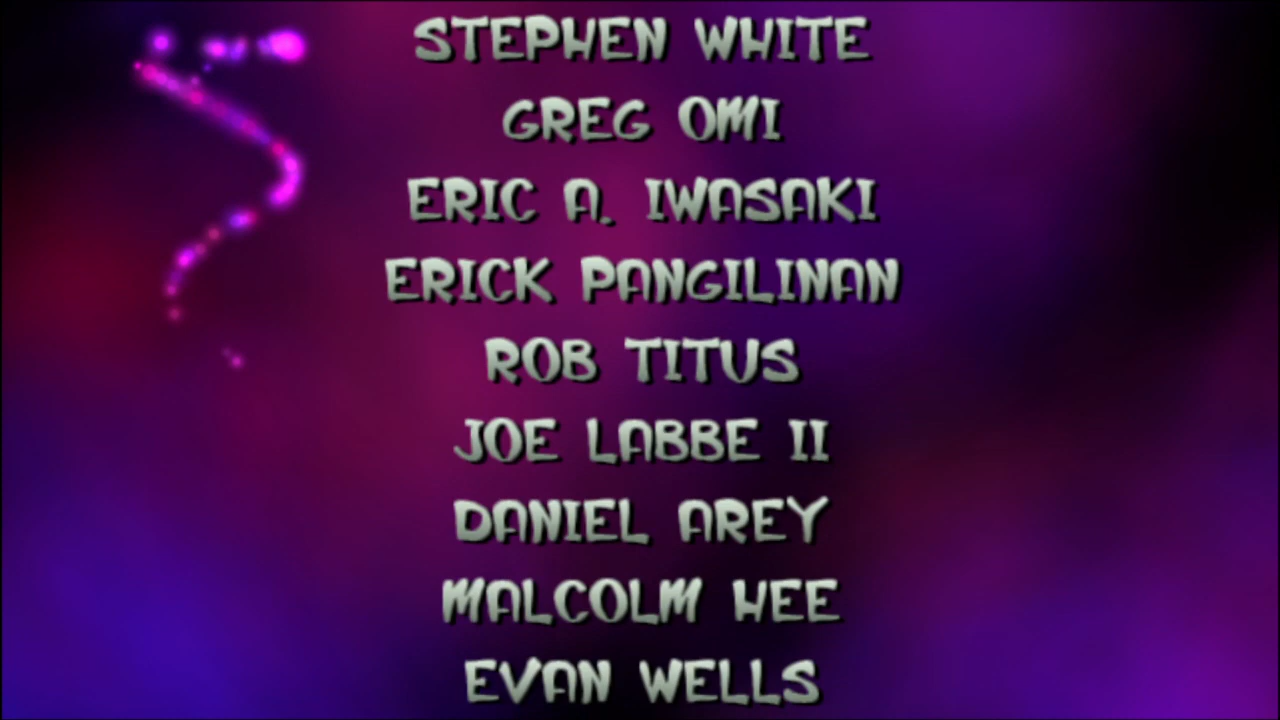 STEPHEN WHITE
GREG OMI
ERIC A. IWASAKI
ERICK PANGILINAN
ROB TITUS
JOE LABBE II
DANIEL AREY
MALCOLM HEE
EVAN WELLS